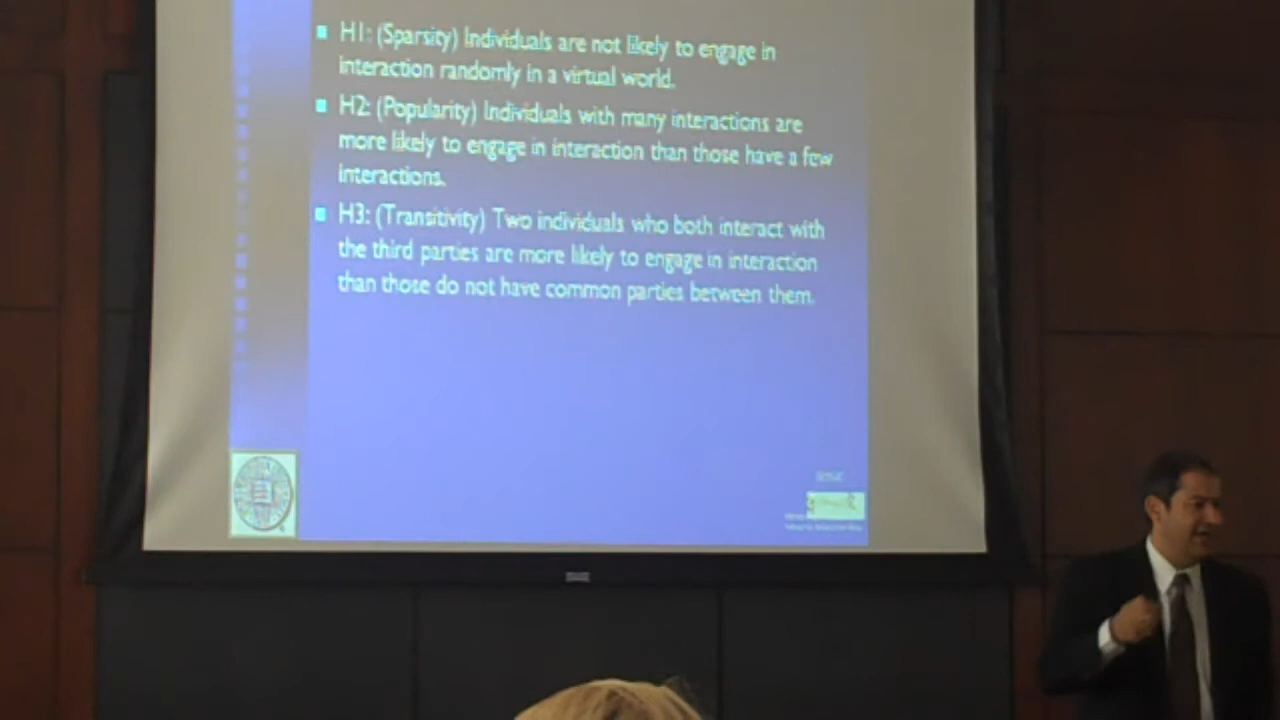 H1: (Sparsity) Individuals are not likely to engage in
interaction randomly in a virtual world.
H2: (Popularity) Individuals with many interactions are
more likely to engage in interaction than those have a few
interactions.
H3: (Transitivity) Two individuals who both interact with
the third parties are more likely to engage in interaction
than those do not have common parties between them.